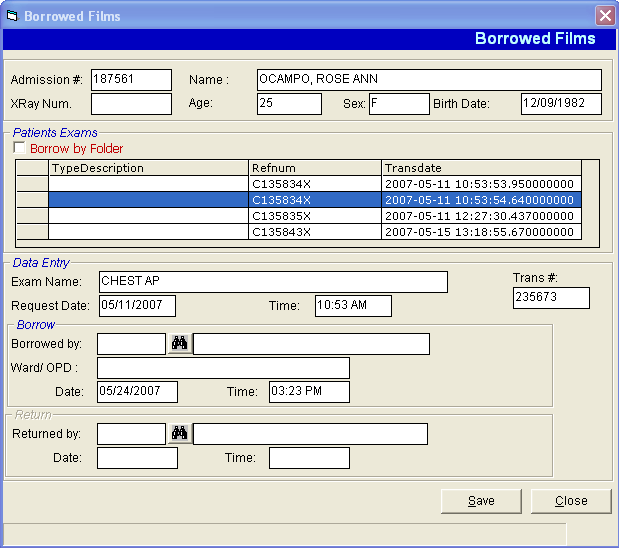 Borrowed Films
Borrowed Films
Admission #: 187561 Name : OCAMPO, ROSE ANN
XRay Num. Age: 25 Sex: F Birth Date: 12/09/1982
Patients Exams
Borrow by Folder
TypeDescription Refnum Transdate
C135834X 2007-05-11 10:53:53.950000000
C135834X 2007-05-11 10:53:54.640000000
C135835X 2007-05-11 12:27:30.437000000
C135843X 2007-05-15 13:18:55.670000000
Data Entry
Exam Name: CHEST AP Trans #:
Request Date: 05/11/2007 Time: 10:53 AM 235673
Borrow
Borrowed by:
Ward/ OPD :
Date: 05/24/2007 Time: 03:23 PM
Return
Returned by:
Date: Time:
Save Close